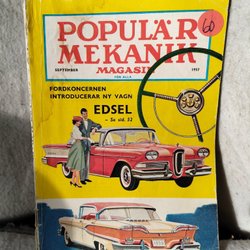 POPULÄR
60
MEKANIK
SEPTEMBER
MAGASIN
1957
FÖR ALLA
FORDKONCERNEN
INTRODUCERAR NY VAGN
EDSEL
— Se sid. 32